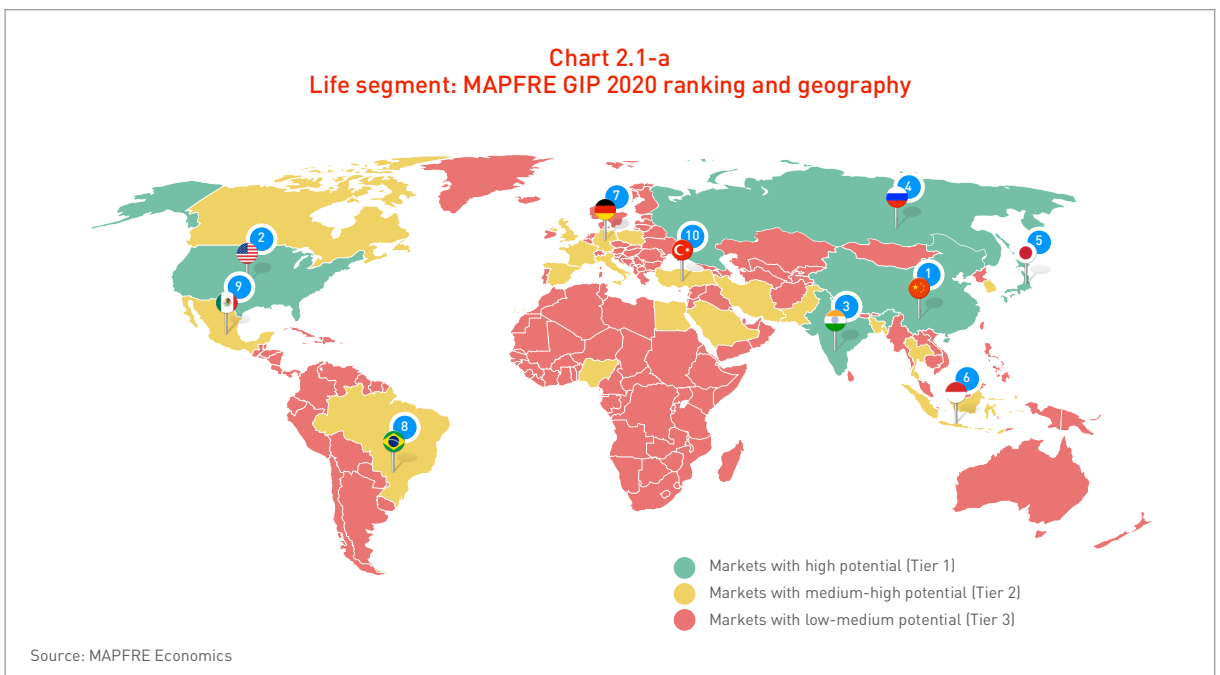 Chart 2.1-a
Life segment: MAPFRE GIP 2020 ranking and geography
7
4
2
10
5
9
1
3
6
8
Markets with high potential (Tier 1)
Markets with medium-high potential (Tier 2)
Markets with low-medium potential (Tier 3)
Source: MAPFRE Economics